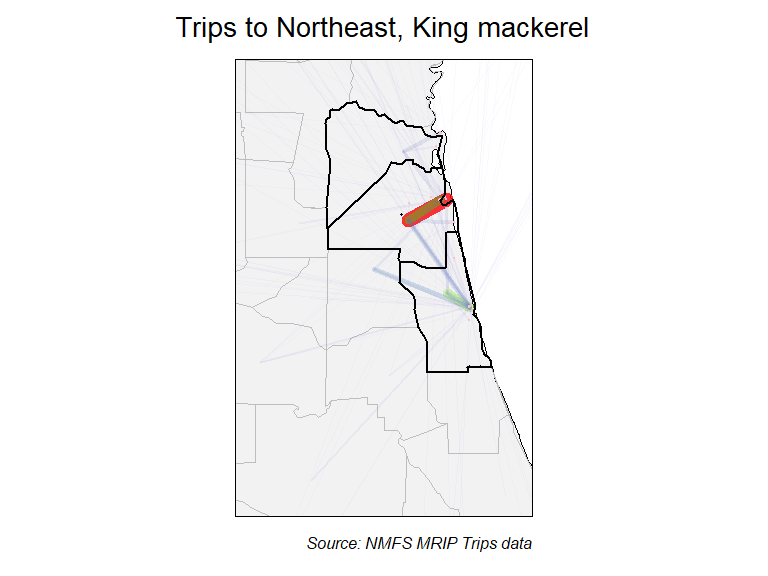 Trips to Northeast, King mackerel
Source: NMFS MRIP Trips data